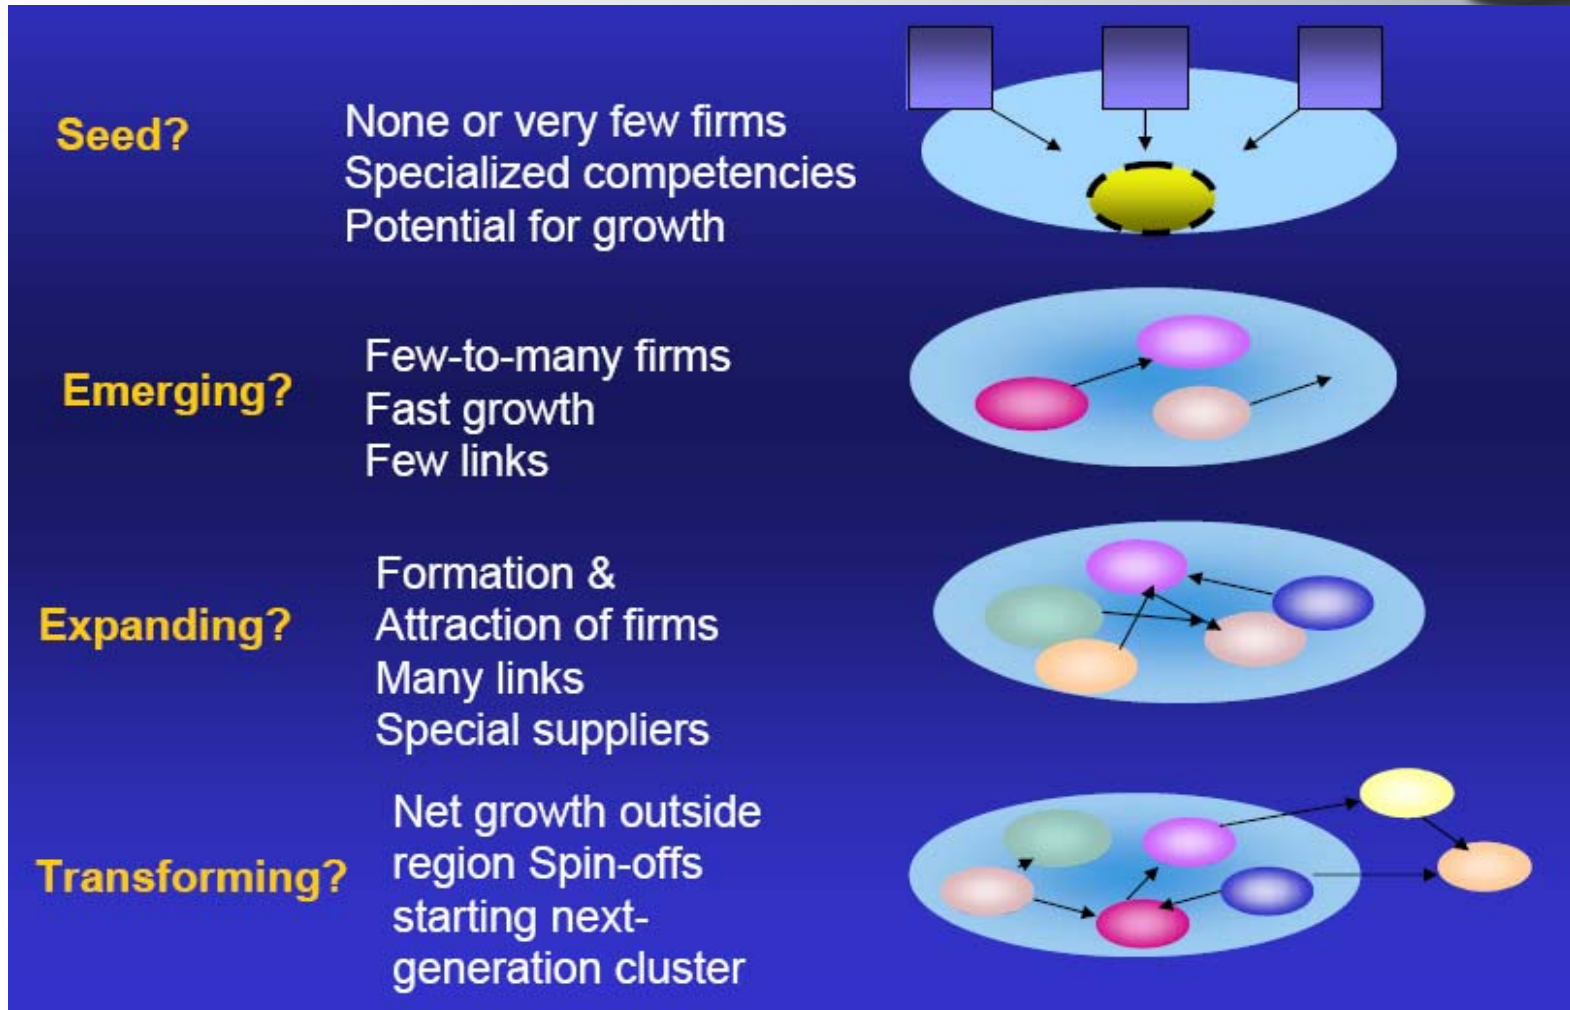 Seed?
None or very few firms
Specialized competencies
Potential for growth
Emerging?
Few-to-many firms
Fast growth
Few links
Expanding?
Formation &
Attraction of firms
Many links
Special suppliers
Transforming?
Net growth outside
region Spin-offs
starting next-
generation cluster